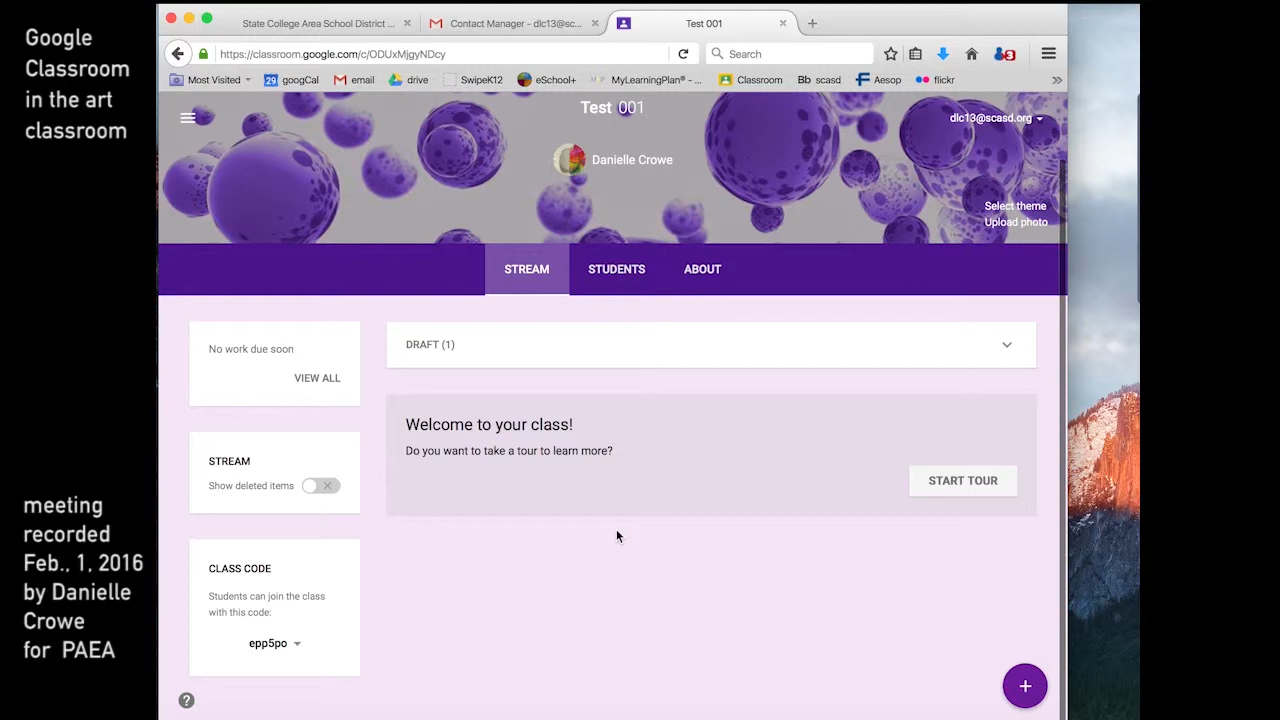 Google
Classroom
in the art
classroom
meeting
recorded
Feb., 1, 2016
by Danielle
Crowe
for PAEA
State College Area School District ...
Contact Manager - dlc13@sc...
Test 001
https://classroom.google.com/c/ODUxMjgyNDcy
Search
3
Most Visited
29 googCal
email
drive
SwipeK12
eSchool+
MyLearningPlan® - ...
Classroom
Bb scasd
Aesop
flickr
Test 001
dlc13@scasd.org
Danielle Crowe
Select theme
Upload photo
STREAM
STUDENTS
ABOUT
No work due soon
VIEW ALL
DRAFT (1)
Welcome to your class!
Do you want to take a tour to learn more?
START TOUR
STREAM
Show deleted items
CLASS CODE
Students can join the class
with this code:
epp5po